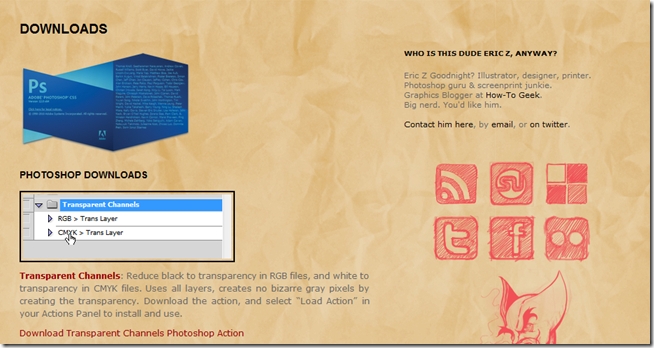 DOWNLOADS
Ps
ADOBE PHOTOSHOP CS5
Adobe
PHOTOSHOP DOWNLOADS
Transparent Channels
RGB > Trans Layer
CMYK > Trans Layer
Transparent Channels: Reduce black to transparency in RGB files, and white to
transparency in CMYK files. Uses all layers, creates no bizarre gray pixels by
creating the transparency. Download the action, and select "Load Action" in
your Actions Panel to install and use.
Download Transparent Channels Photoshop Action
WHO IS THIS DUDE ERIC Z, ANYWAY?
Eric Z Goodnight? Illustrator, designer, printer.
Photoshop guru & screenprint junkie.
Graphics Blogger at How-To Geek.
Big nerd. You'd like him.
Contact him here, by email, or on twitter.
t
f